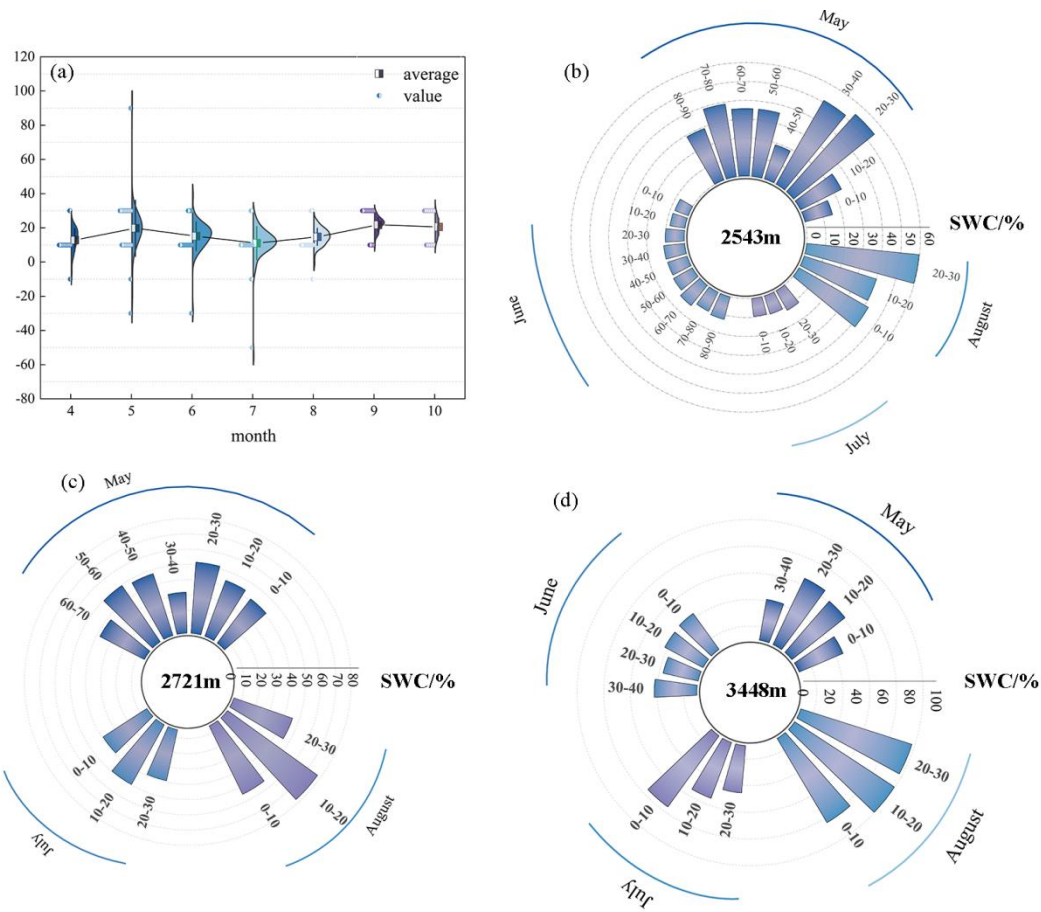 (a)
average
value
120
100
80
60
40
20
0
-20
-40
-60
-80
4
5
6
7
8
9
10
month
(b)
May
80-90
70-80
60-70
50-60
40-50
30-40
20-30
10-20
0-10
June
0-10
10-20
20-30
30-40
40-50
50-60
60-70
70-80
80-90
2543m
0 10 20 30 40 50 60
SWC/%
20-30
10-20
0-10
August
0-10
10-20
20-30
July
(c)
May
60-70
50-60
40-50
30-40
20-30
10-20
0-10
2721m
0 10 20 30 40 50 60 70 80
SWC/%
0-10
10-20
20-30
July
20-30
10-20
0-10
August
(d)
May
30-40
20-30
10-20
0-10
June
0-10
10-20
20-30
30-40
3448m
0 20 40 60 80 100
SWC/%
0-10
10-20
20-30
July
20-30
10-20
0-10
August